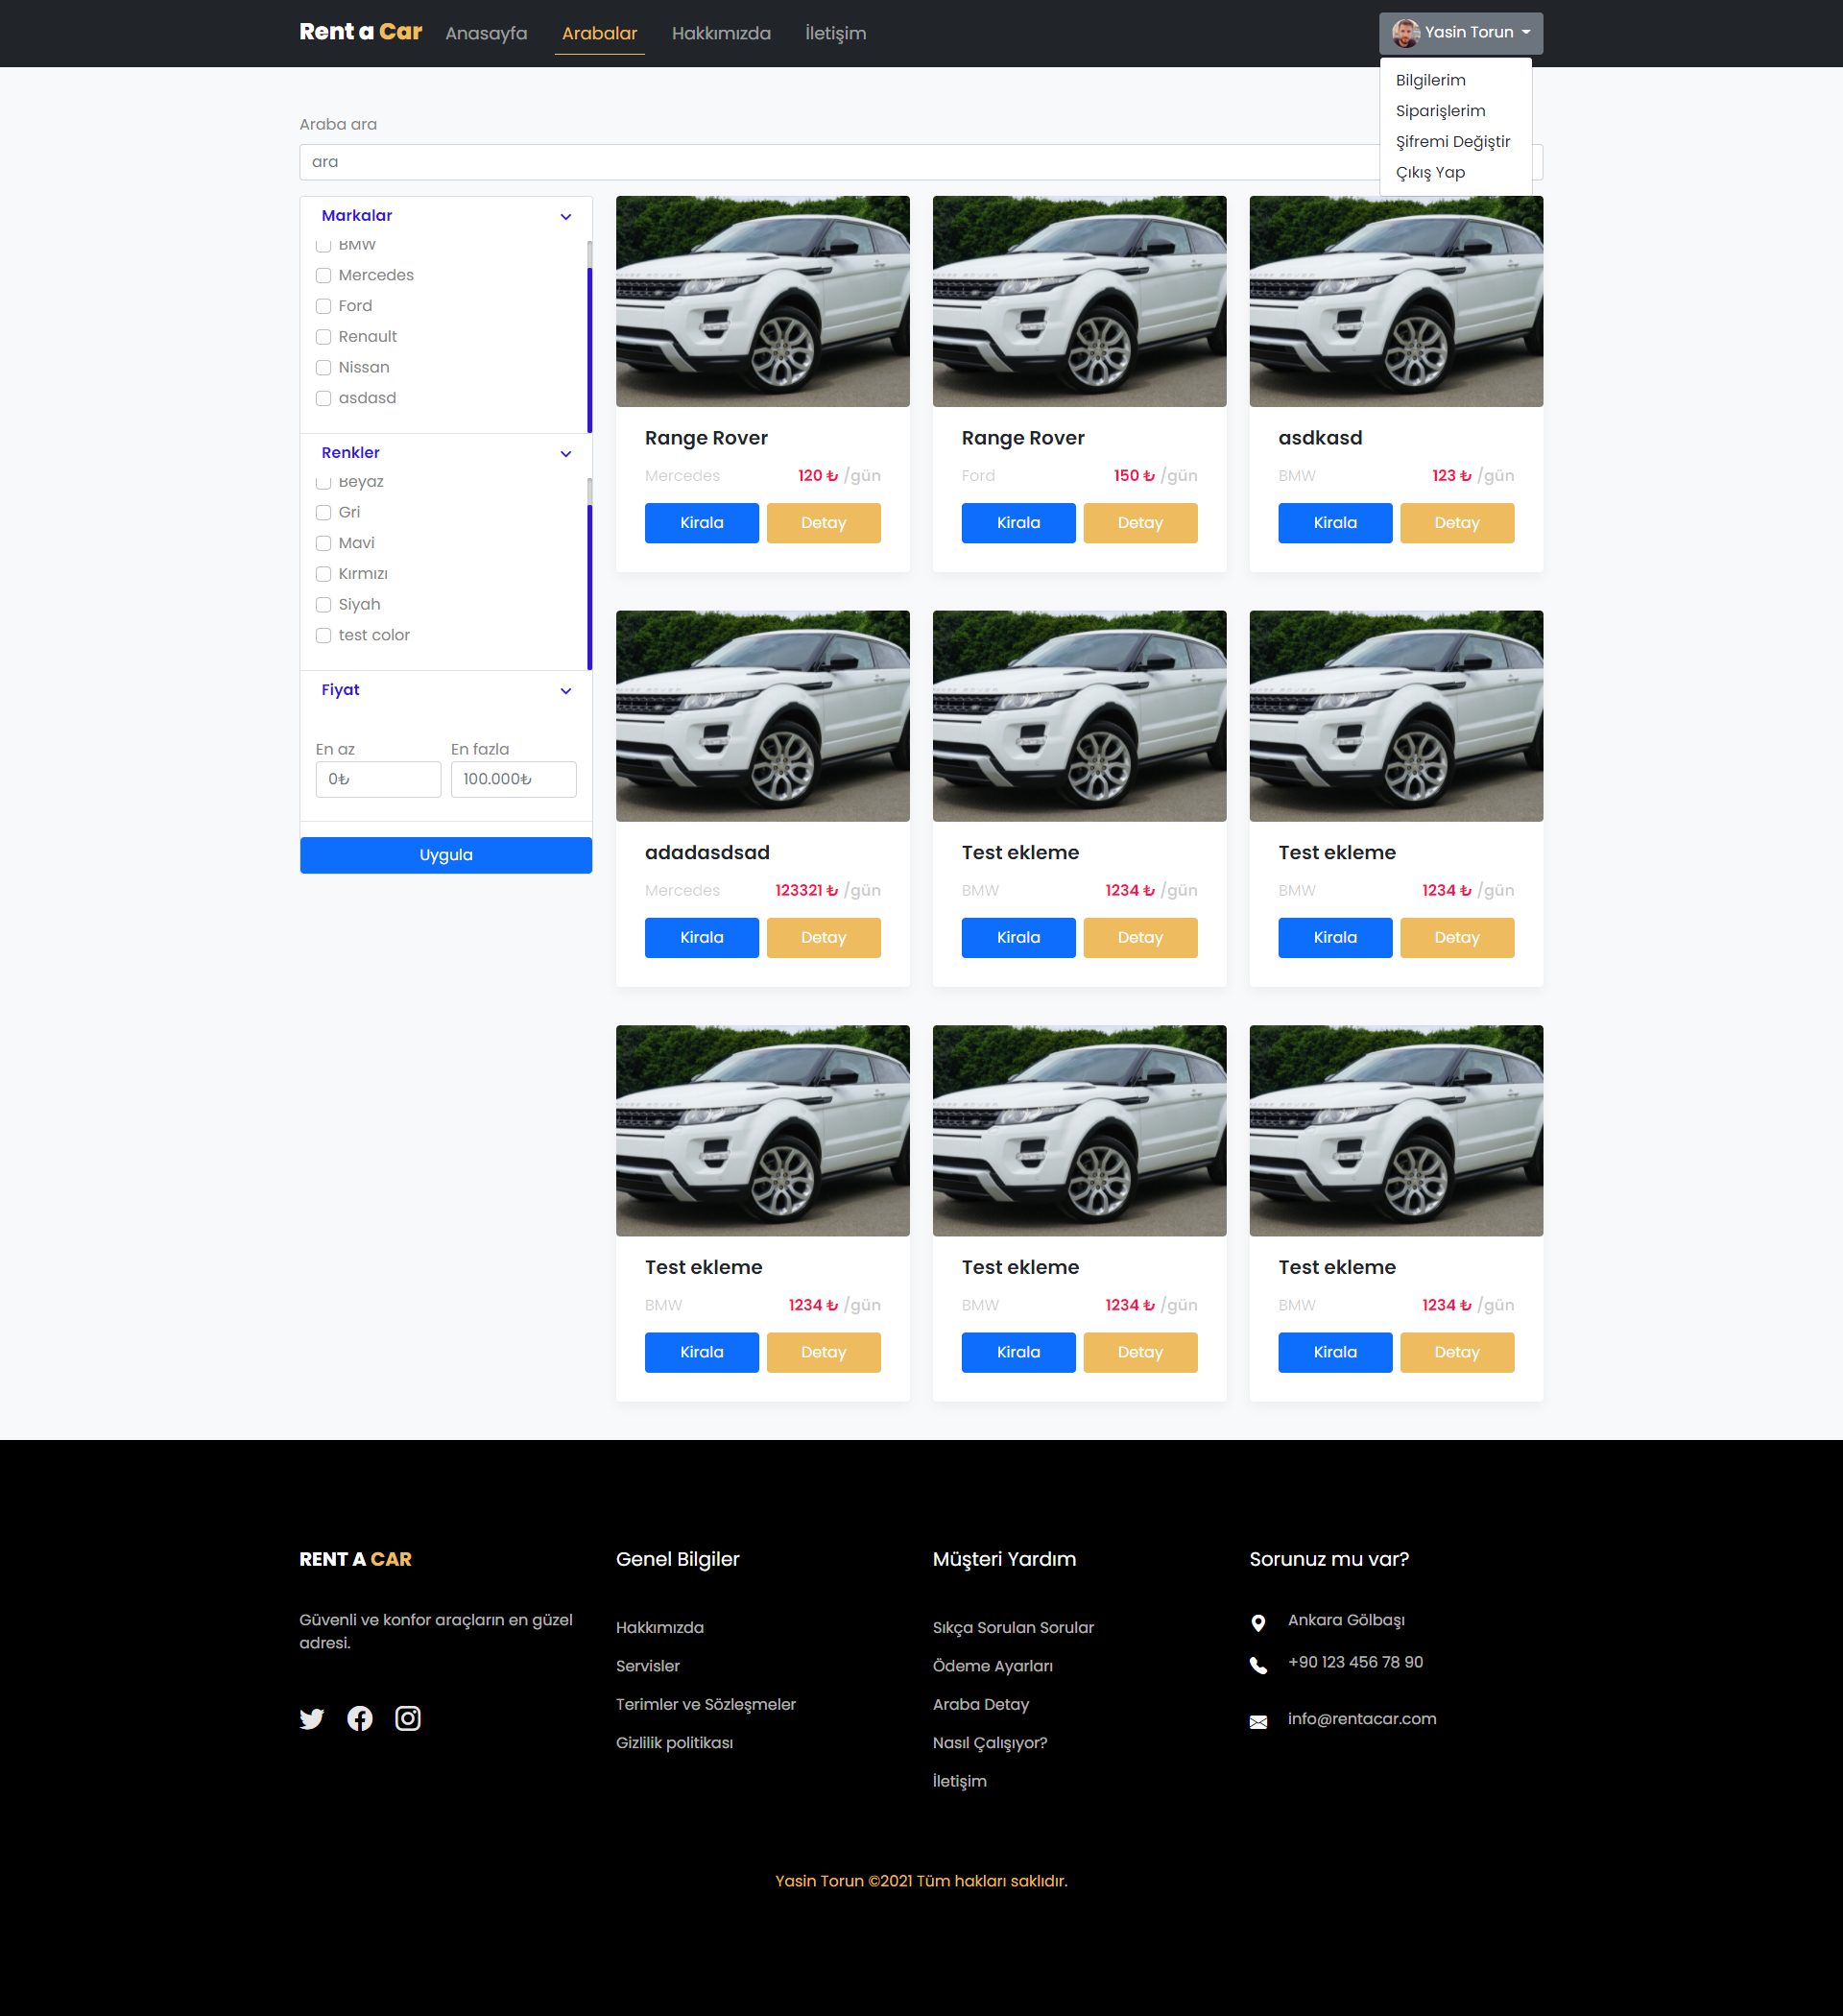 Rent a Car
Anasayfa
Arabalar
Hakkımızda
İletişim
Yasin Torun
Bilgilerim
Siparişlerim
Şifremi Değiştir
Çıkış Yap
Araba ara
ara
Markalar
BMW
Mercedes
Ford
Renault
Nissan
asdasd
Renkler
Beyaz
Gri
Mavi
Kırmızı
Siyah
test color
Fiyat
En az
En fazla
0₺
100.000₺
Uygula
Range Rover
Mercedes
120 ₺ /gün
Kirala
Detay
Range Rover
Ford
150 ₺ /gün
Kirala
Detay
asdkasd
BMW
123 ₺ /gün
Kirala
Detay
adadasdsad
Mercedes
123321 ₺ /gün
Kirala
Detay
Test ekleme
BMW
1234 ₺ /gün
Kirala
Detay
Test ekleme
BMW
1234 ₺ /gün
Kirala
Detay
Test ekleme
BMW
1234 ₺ /gün
Kirala
Detay
Test ekleme
BMW
1234 ₺ /gün
Kirala
Detay
Test ekleme
BMW
1234 ₺ /gün
Kirala
Detay
RENT A CAR
Güvenli ve konfor araçların en güzel
adresi.
Genel Bilgiler
Hakkımızda
Servisler
Terimler ve Sözleşmeler
Gizlilik politikası
Müşteri Yardım
Sıkça Sorulan Sorular
Ödeme Ayarları
Araba Detay
Nasıl Çalışıyor?
İletişim
Sorunuz mu var?
Ankara Gölbaşı
+90 123 456 78 90
info@rentacar.com
Yasin Torun ©2021 Tüm hakları saklıdır.